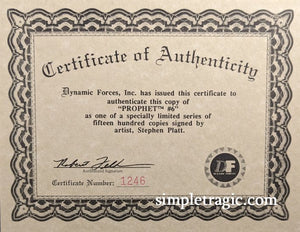 Certificate of Authenticity
Dynamic Forces, Inc. has issued this certificate to
authenticate this copy of
"PROPHET™ #6"
as one of a specially limited series of
fifteen hundred copies signed by
artist, Stephen Platt.
Authorized Signature
Certificate Number: 1246
DF
simpletragic.com